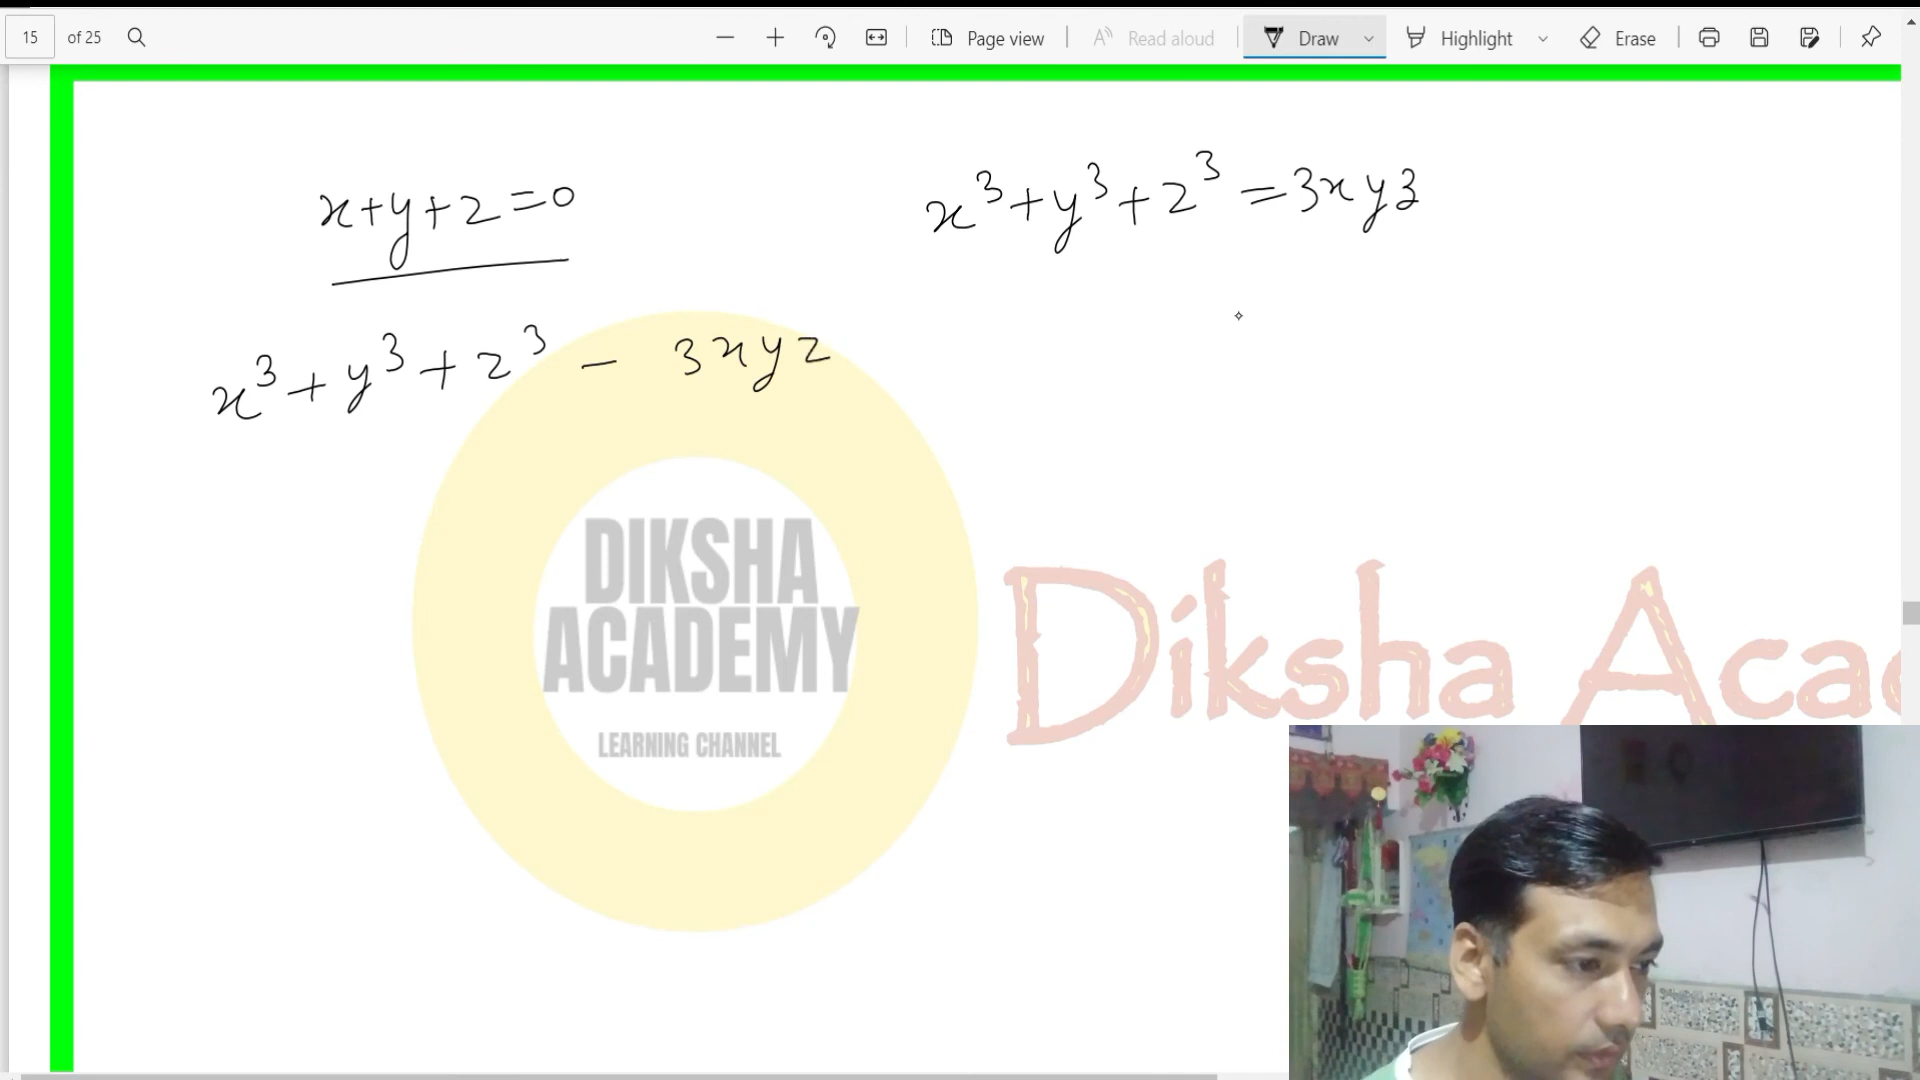 15 of 25 Page view Read aloud Draw Highlight Erase
x+y+z=0
x³+y³+z³=3xyz
x³+y³+z³ - 3xyz
DIKSHA
ACADEMY
LEARNING CHANNEL
Diksha Acad